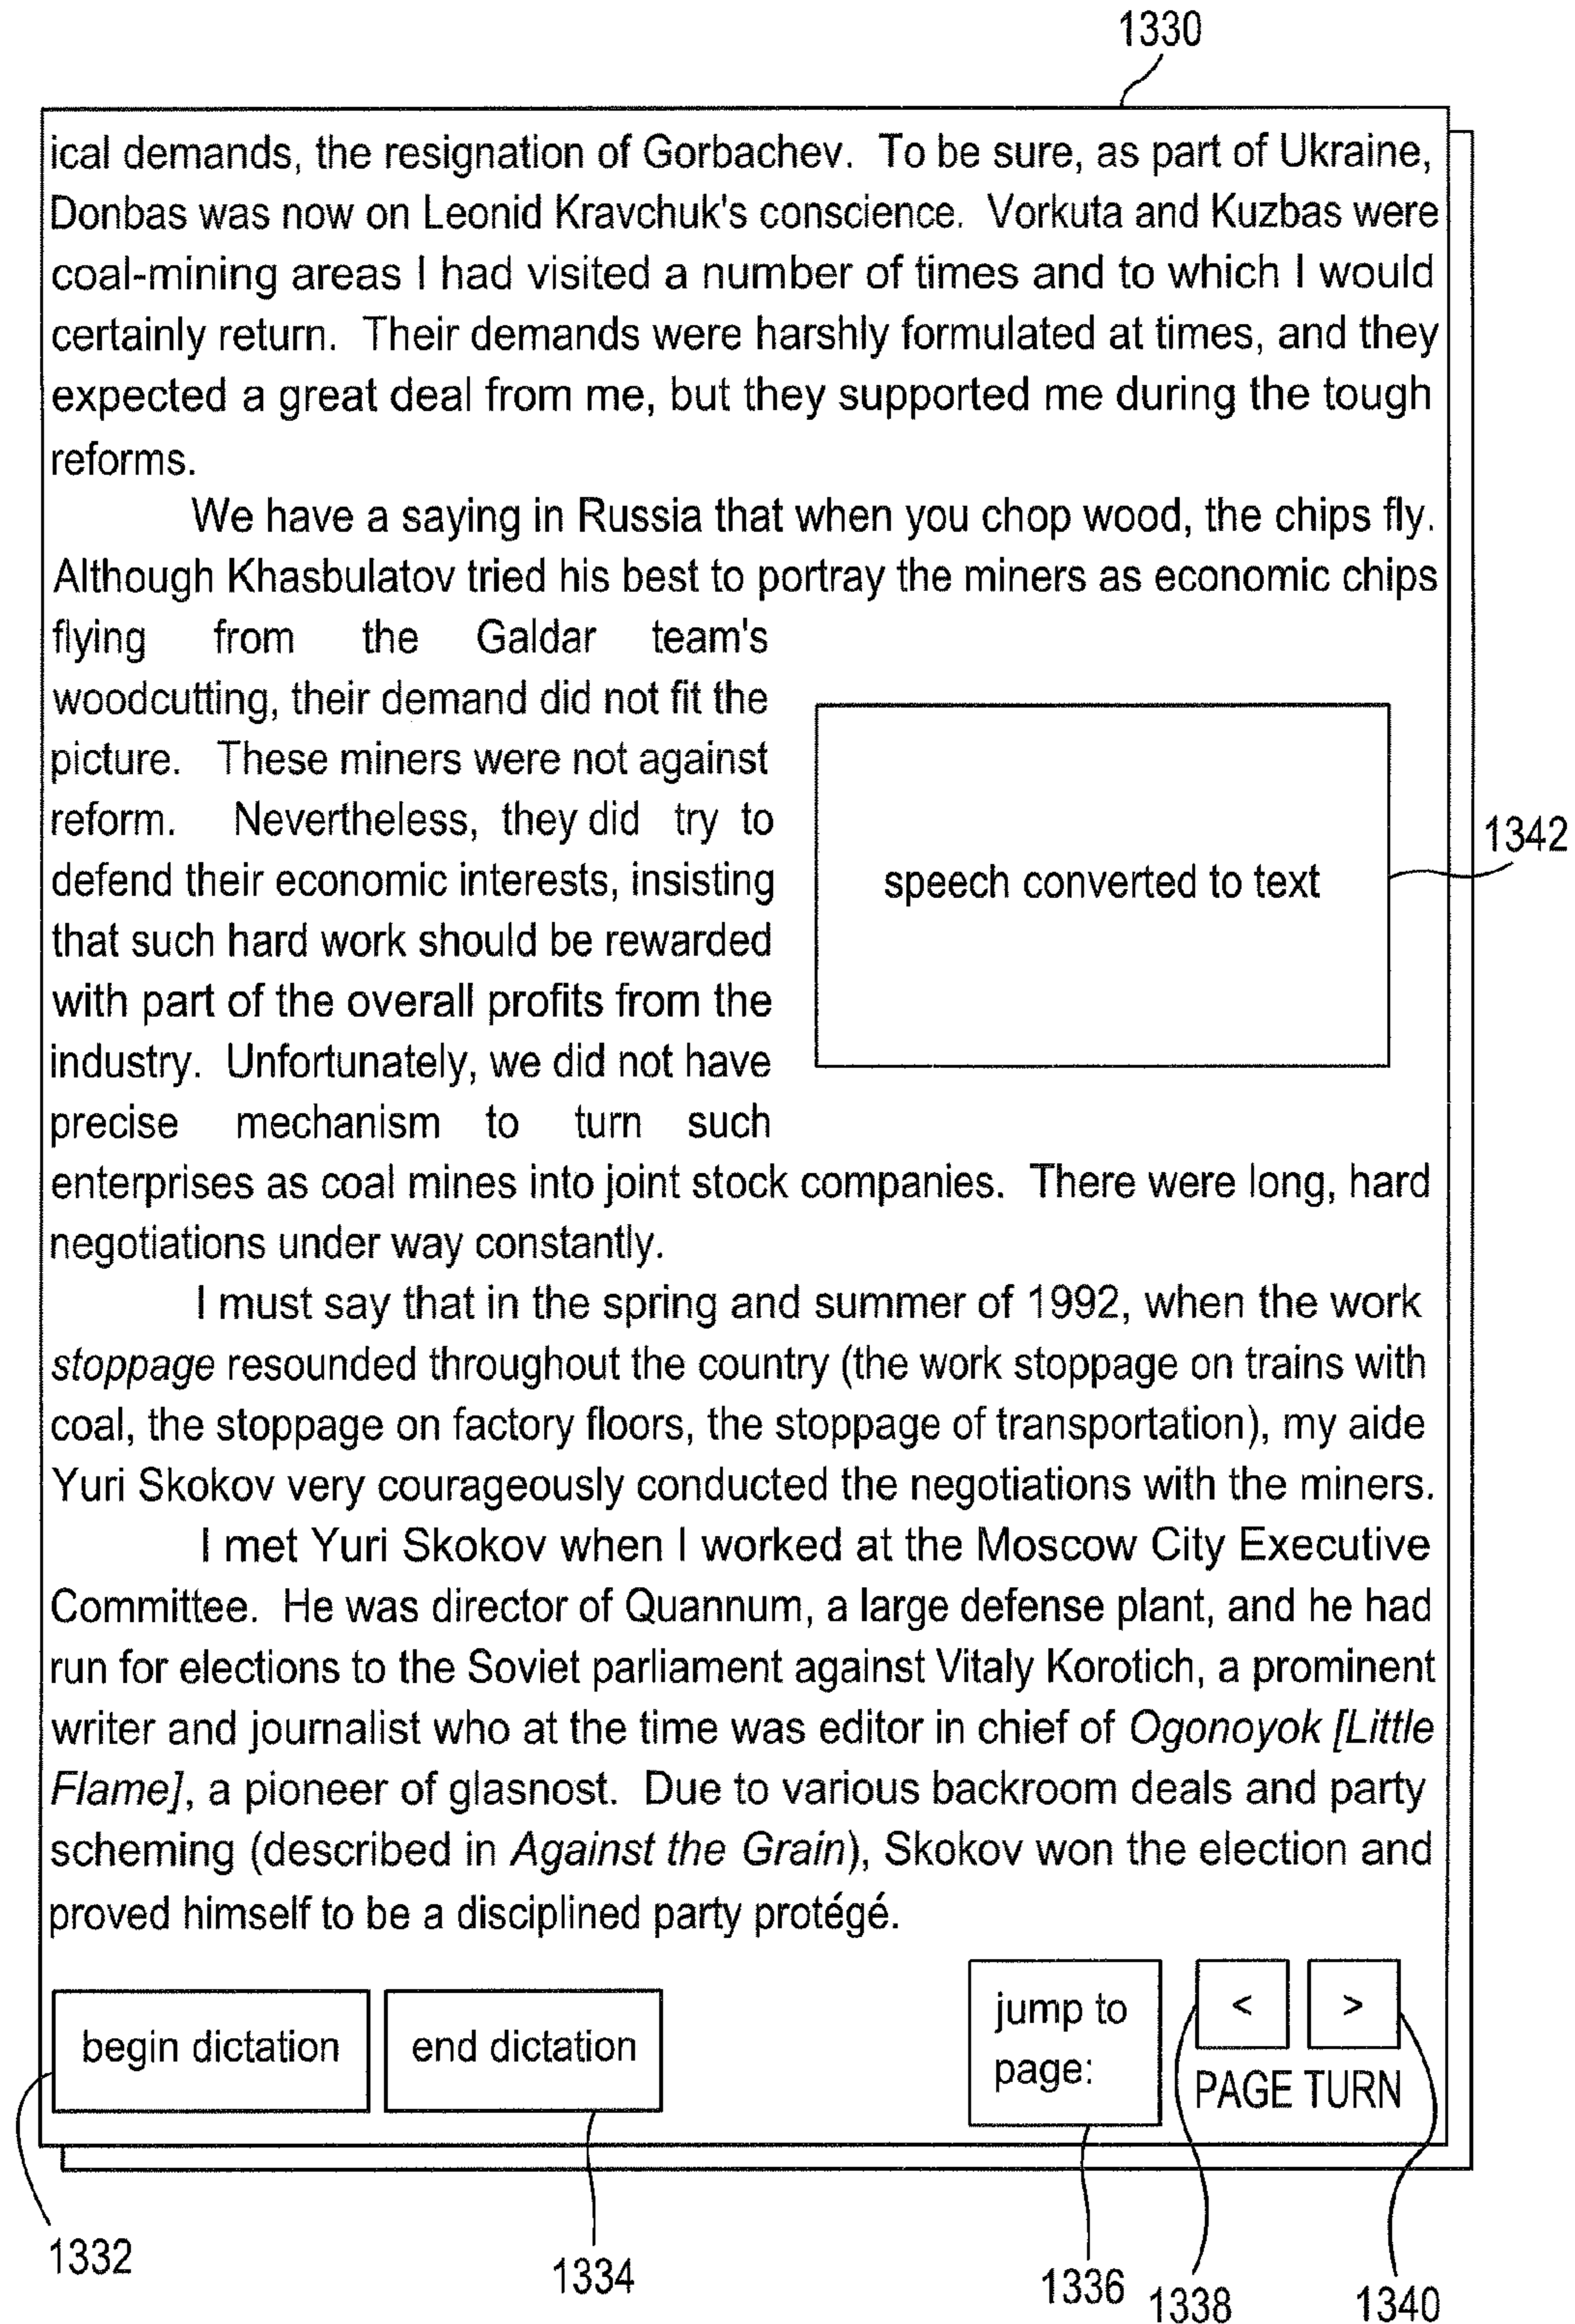 1330
ical demands, the resignation of Gorbachev. To be sure, as part of Ukraine,
Donbas was now on Leonid Kravchuk's conscience. Vorkuta and Kuzbas were
coal-mining areas I had visited a number of times and to which I would
certainly return. Their demands were harshly formulated at times, and they
expected a great deal from me, but they supported me during the tough
reforms.
We have a saying in Russia that when you chop wood, the chips fly.
Although Khasbulatov tried his best to portray the miners as economic chips
flying from the Galdar team's
woodcutting, their demand did not fit the
picture. These miners were not against
reform. Nevertheless, they did try to
defend their economic interests, insisting
that such hard work should be rewarded
with part of the overall profits from the
industry. Unfortunately, we did not have
precise mechanism to turn such
speech converted to text
1342
enterprises as coal mines into joint stock companies. There were long, hard
negotiations under way constantly.
I must say that in the spring and summer of 1992, when the work
stoppage resounded throughout the country (the work stoppage on trains with
coal, the stoppage on factory floors, the stoppage of transportation), my aide
Yuri Skokov very courageously conducted the negotiations with the miners.
I met Yuri Skokov when I worked at the Moscow City Executive
Committee. He was director of Quannum, a large defense plant, and he had
run for elections to the Soviet parliament against Vitaly Korotich, a prominent
writer and journalist who at the time was editor in chief of Ogonoyok [Little
Flame], a pioneer of glasnost. Due to various backroom deals and party
scheming (described in Against the Grain), Skokov won the election and
proved himself to be a disciplined party protégé.
begin dictation
end dictation
jump to
page:
<
>
PAGE TURN
1332
1334
1336
1338
1340